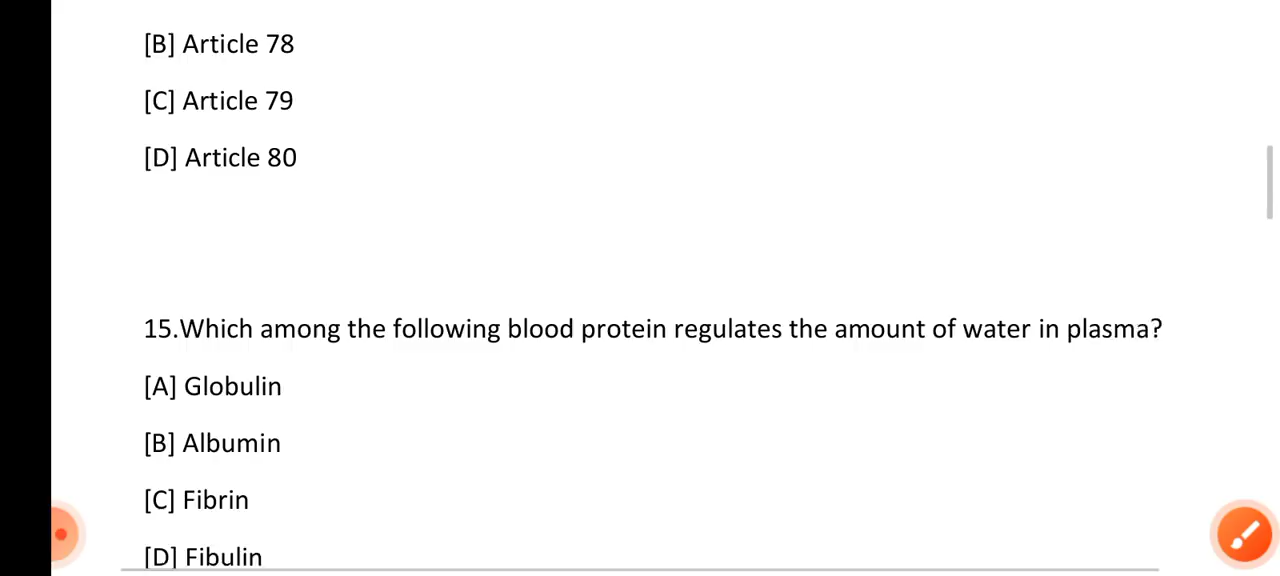 [B] Article 78
[C] Article 79
[D] Article 80
15.Which among the following blood protein regulates the amount of water in plasma?
[A] Globulin
[B] Albumin
[C] Fibrin
[D] Fibulin